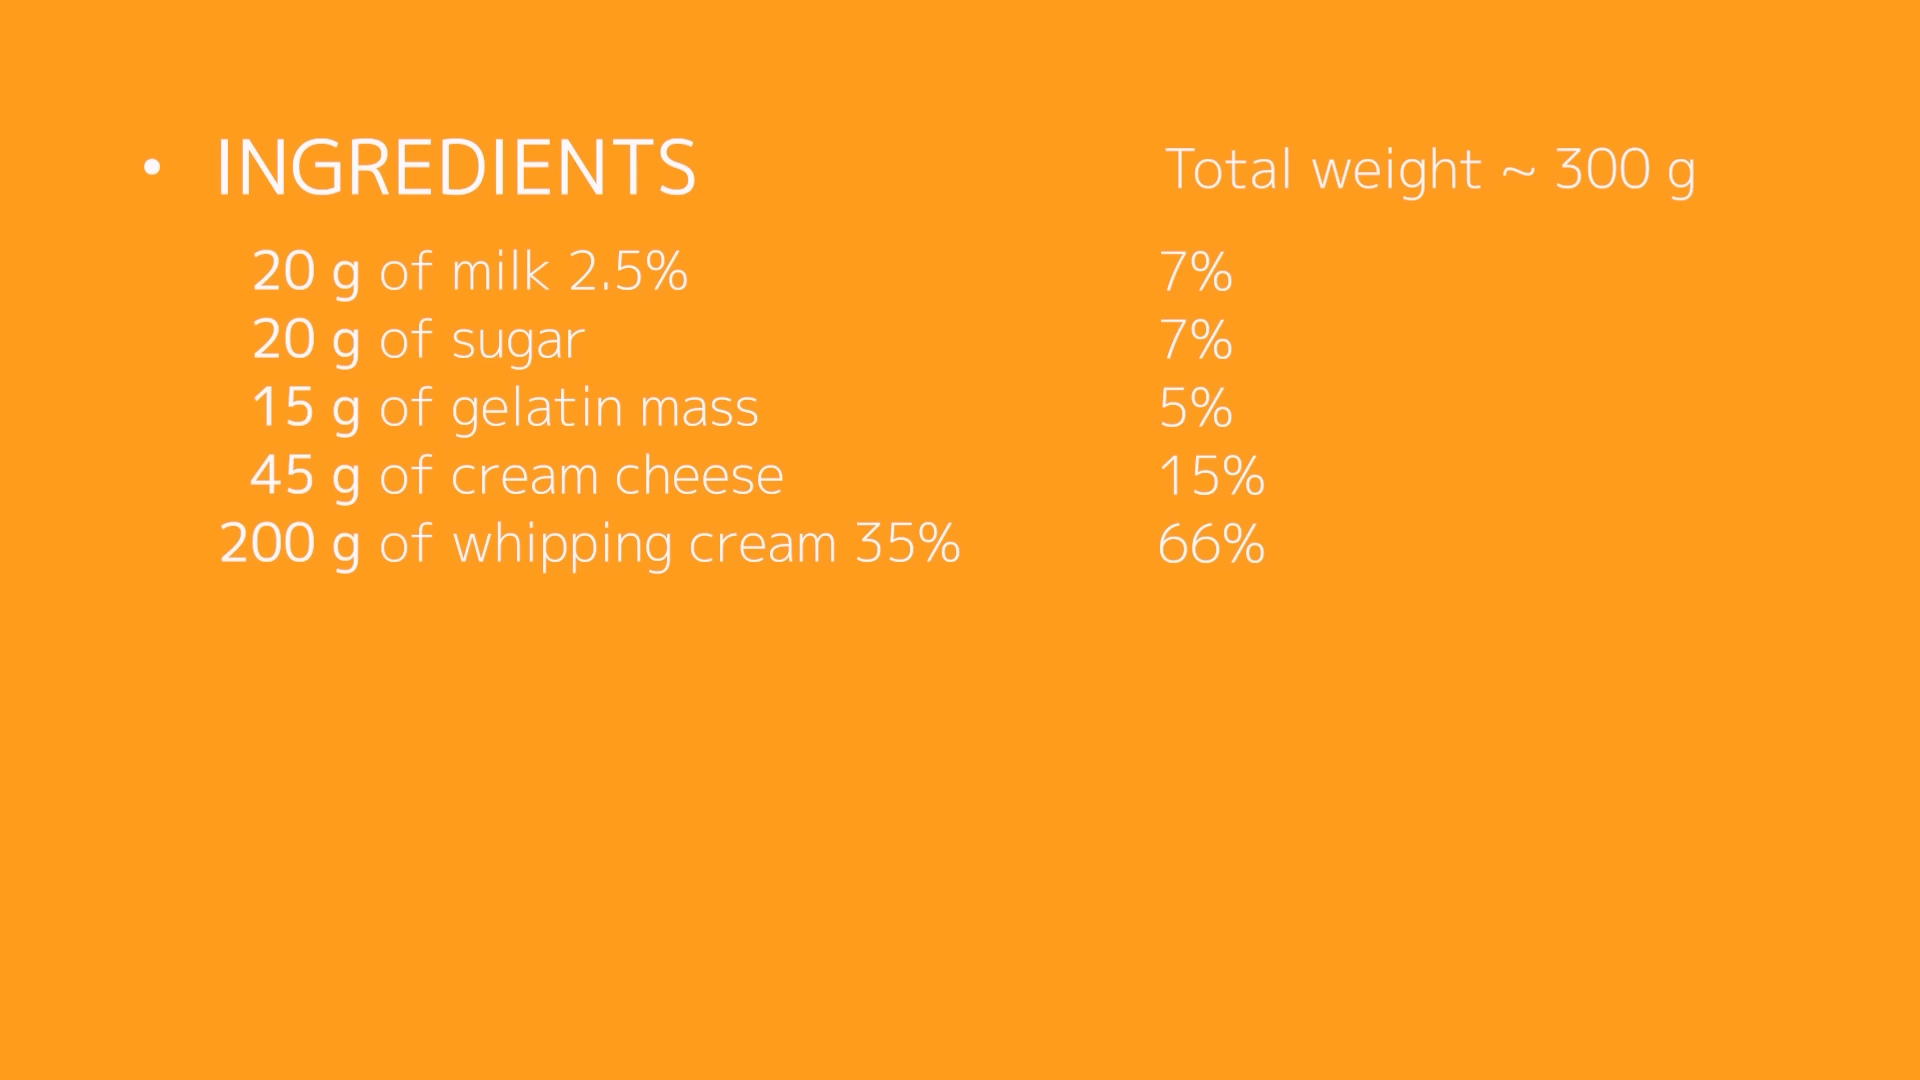 • INGREDIENTS Total weight ~ 300 g
20 g of milk 2.5% 7%
20 g of sugar 7%
15 g of gelatin mass 5%
45 g of cream cheese 15%
200 g of whipping cream 35% 66%